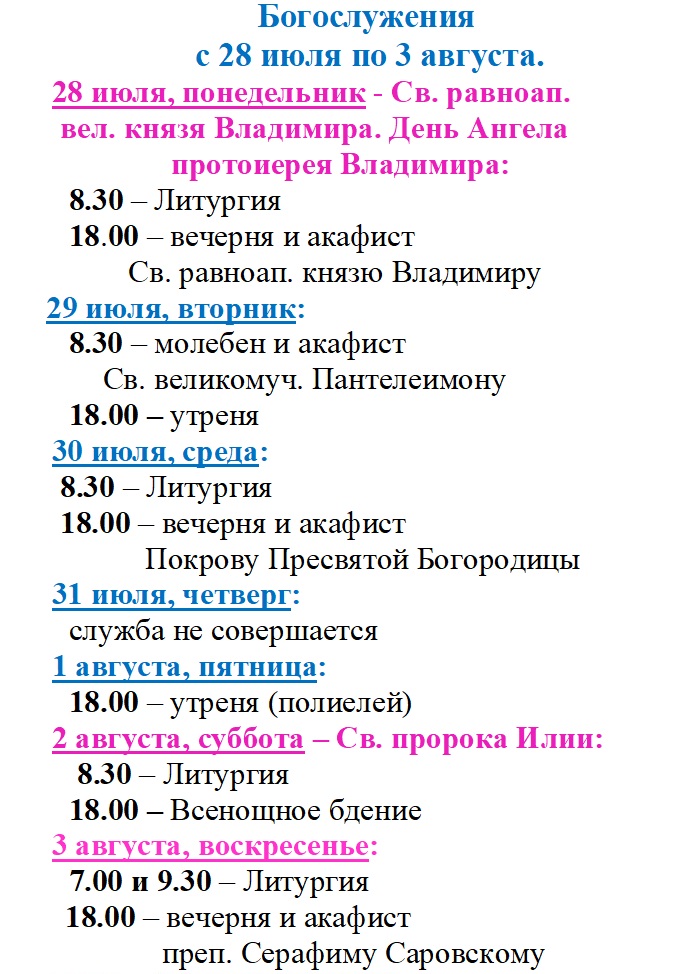 Богослужения
с 28 июля по 3 августа.
28 июля, понедельник - Св. равноап.
вел. князя Владимира. День Ангела
протоиерея Владимира:
8.30 – Литургия
18.00 – вечерня и акафист
Св. равноап. князю Владимиру
29 июля, вторник:
8.30 – молебен и акафист
Св. великомуч. Пантелеимону
18.00 – утреня
30 июля, среда:
8.30 – Литургия
18.00 – вечерня и акафист
Покрову Пресвятой Богородицы
31 июля, четверг:
служба не совершается
1 августа, пятница:
18.00 – утреня (полиелей)
2 августа, суббота – Св. пророка Илии:
8.30 – Литургия
18.00 – Всенощное бдение
3 августа, воскресенье:
7.00 и 9.30 – Литургия
18.00 – вечерня и акафист
преп. Серафиму Саровскому